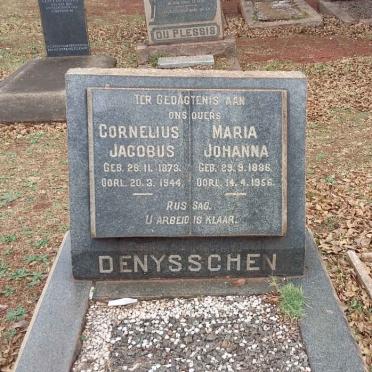 DU PLESSIS
TER GEDAGTENIS AAN
ONS OUERS
CORNELIUS MARIA
JACOBUS JOHANNA
GEB. 26. 11. 1873. GEB. 29. 9. 1886.
OORL. 20. 3. 1944. OORL. 14. 4. 1956.
RUS SAG.
U ARBEID IS KLAAR.
DENYSSCHEN